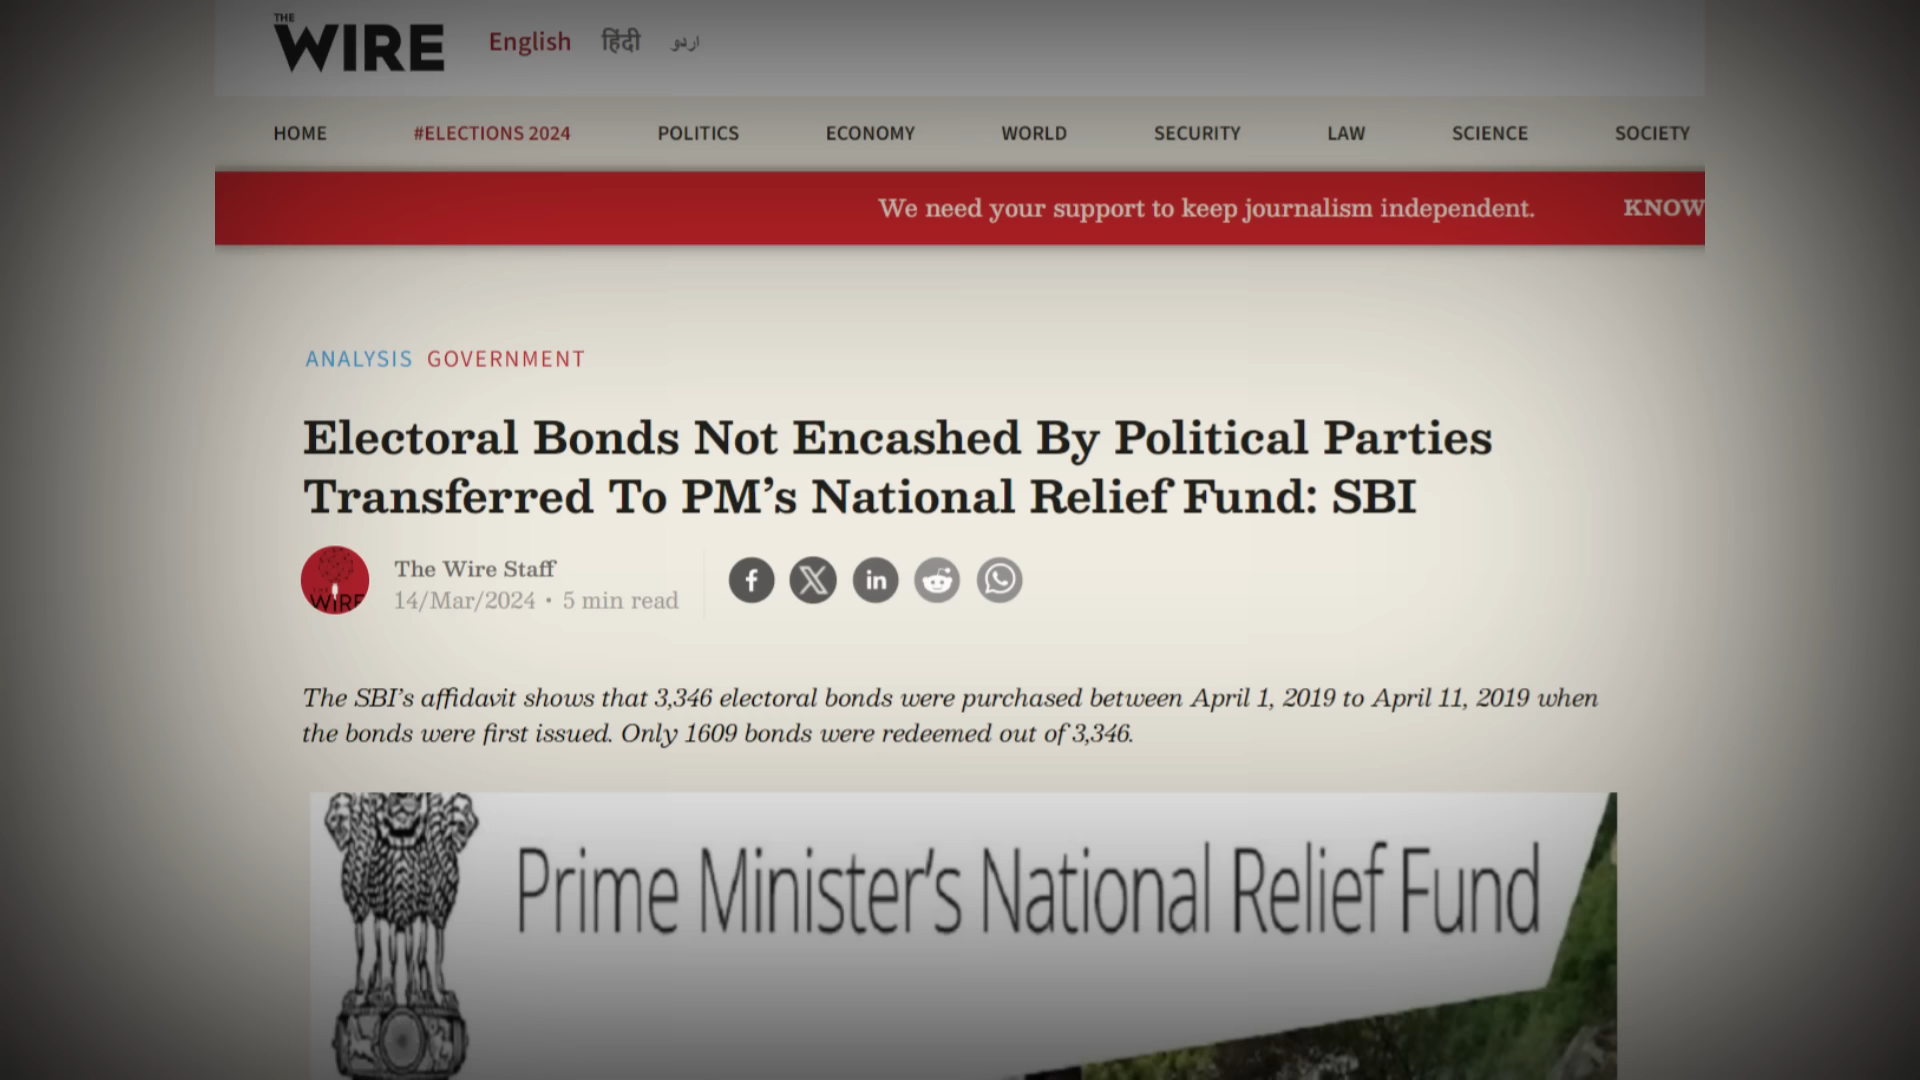 THE
WIRE
English हिंदी اردو
HOME #ELECTIONS 2024 POLITICS ECONOMY WORLD SECURITY LAW SCIENCE SOCIETY
We need your support to keep journalism independent. KNOW
ANALYSIS GOVERNMENT
Electoral Bonds Not Encashed By Political Parties
Transferred To PM’s National Relief Fund: SBI
WIRE
The Wire Staff
14/Mar/2024 • 5 min read
The SBI’s affidavit shows that 3,346 electoral bonds were purchased between April 1, 2019 to April 11, 2019 when
the bonds were first issued. Only 1609 bonds were redeemed out of 3,346.
Prime Minister’s National Relief Fund